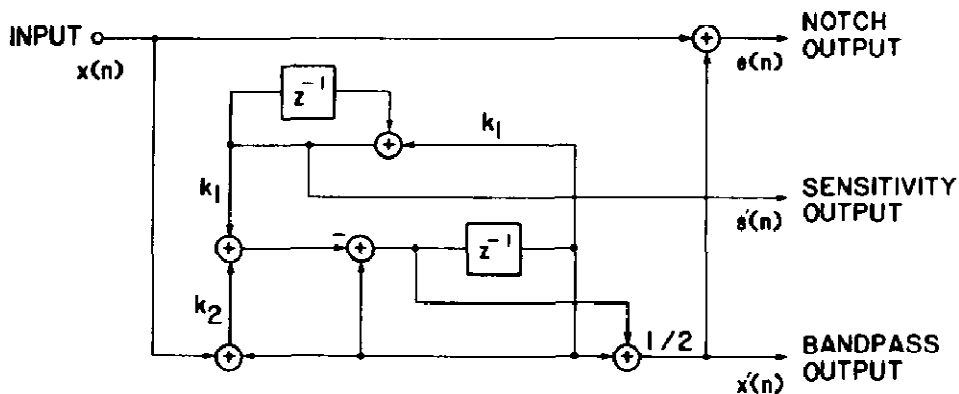 INPUT
x(n)
NOTCH
OUTPUT
e(n)
z⁻¹
k₁
k₁
SENSITIVITY
OUTPUT
s'(n)
-
z⁻¹
k₂
1/2
BANDPASS
OUTPUT
x'(n)